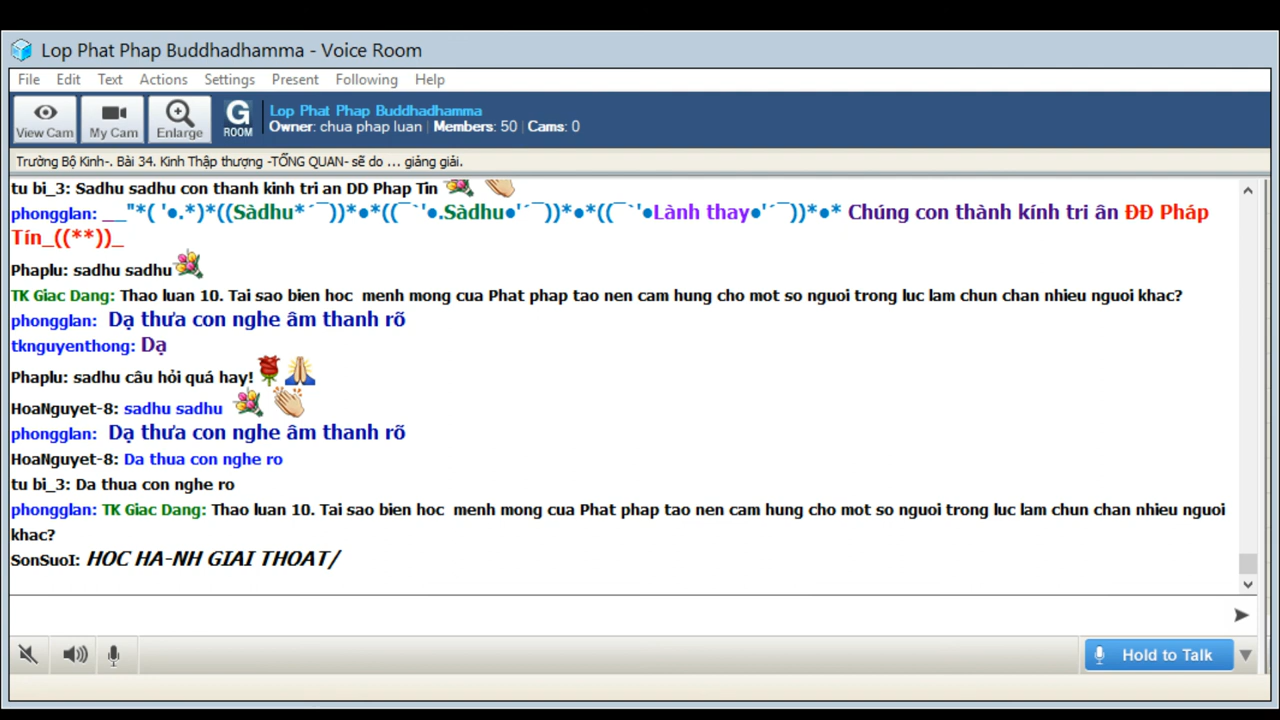 Lop Phat Phap Buddhadhamma - Voice Room
File Edit Text Actions Settings Present Following Help
View Cam My Cam Enlarge G ROOM
Lop Phat Phap Buddhadhamma
Owner: chua phap luan | Members: 50 | Cams: 0
Trường Bộ Kinh-. Bài 34. Kinh Thập thượng -TỔNG QUAN- sẽ do ... giảng giải.
tu bi_3: Sadhu sadhu con thanh kinh tri an DD Phap Tin
phongglan: __"*( '●.*)*((Sàdhu*´¯))*●*((¯`'●.Sàdhu●'´¯))*●*((¯`'●Lành thay●'´¯))*●* Chúng con thành kính tri ân ĐĐ Pháp
Tín_((**))_
Phaplu: sadhu sadhu
TK Giac Dang: Thao luan 10. Tai sao bien hoc  menh mong cua Phat phap tao nen cam hung cho mot so nguoi trong luc lam chun chan nhieu nguoi khac?
phongglan:  Dạ thưa con nghe âm thanh rõ
tknguyenthong: Dạ
Phaplu: sadhu câu hỏi quá hay!
HoaNguyet-8: sadhu sadhu
phongglan:  Dạ thưa con nghe âm thanh rõ
HoaNguyet-8: Da thua con nghe ro
tu bi_3: Da thua con nghe ro
phongglan: TK Giac Dang: Thao luan 10. Tai sao bien hoc  menh mong cua Phat phap tao nen cam hung cho mot so nguoi trong luc lam chun chan nhieu nguoi
khac?
SonSuoI: HOC HA-NH GIAI THOAT/
Hold to Talk